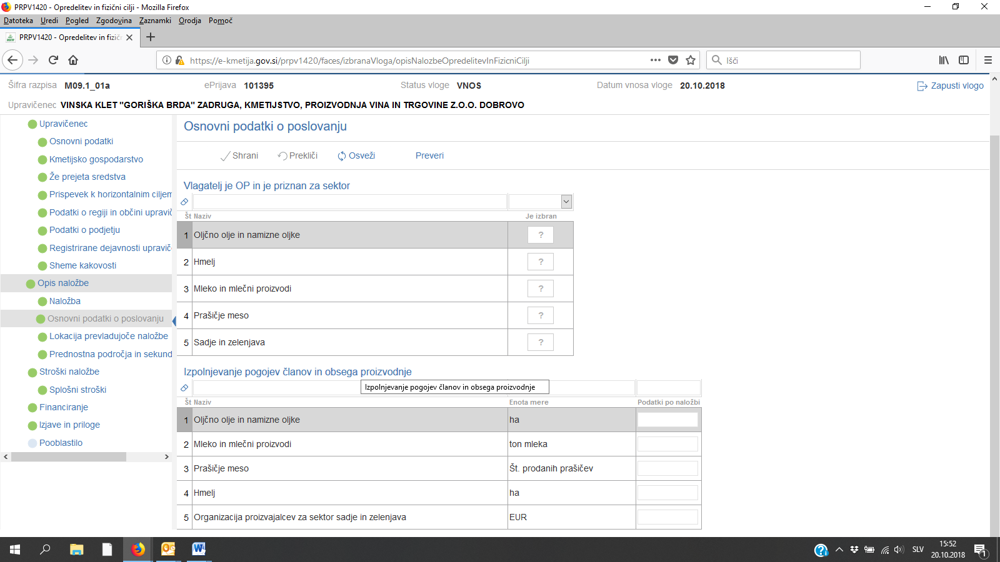 PRPV1420 - Opredelitev in fizični cilji - Mozilla Firefox
Datoteka Uredi Pogled Zgodovina Zaznamki Orodja Pomoč
PRPV1420 - Opredelitev in fizičn
https://e-kmetija.gov.si/prpv1420/faces/izbranaVloga/opisNalozbeOpredelitevInFizicniCilji
Išči
Šifra razpisa M09.1_01a ePrijava 101395 Status vloge VNOS Datum vnosa vloge 20.10.2018 Zapusti vlogo
Upravičenec VINSKA KLET "GORIŠKA BRDA" ZADRUGA, KMETIJSTVO, PROIZVODNJA VINA IN TRGOVINE Z.O.O. DOBROVO
Upravičenec
Osnovni podatki
Kmetijsko gospodarstvo
Že prejeta sredstva
Prispevek k horizontalnim ciljem
Podatki o regiji in občini upravič
Podatki o podjetju
Registrirane dejavnosti upravič
Sheme kakovosti
Opis naložbe
Naložba
Osnovni podatki o poslovanju
Lokacija prevladujoče naložbe
Prednostna področja in sekund
Stroški naložbe
Splošni stroški
Financiranje
Izjave in priloge
Pooblastilo
Osnovni podatki o poslovanju
Shrani Prekliči Osveži Preveri
Vlagatelj je OP in je priznan za sektor
Št Naziv Je izbran
1 Oljčno olje in namizne oljke ?
2 Hmelj ?
3 Mleko in mlečni proizvodi ?
4 Prašičje meso ?
5 Sadje in zelenjava ?
Izpolnjevanje pogojev članov in obsega proizvodnje
Izpolnjevanje pogojev članov in obsega proizvodnje
Št Naziv Enota mere Podatki po naložbi
1 Oljčno olje in namizne oljke ha
2 Mleko in mlečni proizvodi ton mleka
3 Prašičje meso Št. prodanih prašičev
4 Hmelj ha
5 Organizacija proizvajalcev za sektor sadje in zelenjava EUR
SLV
15:52
20.10.2018
1